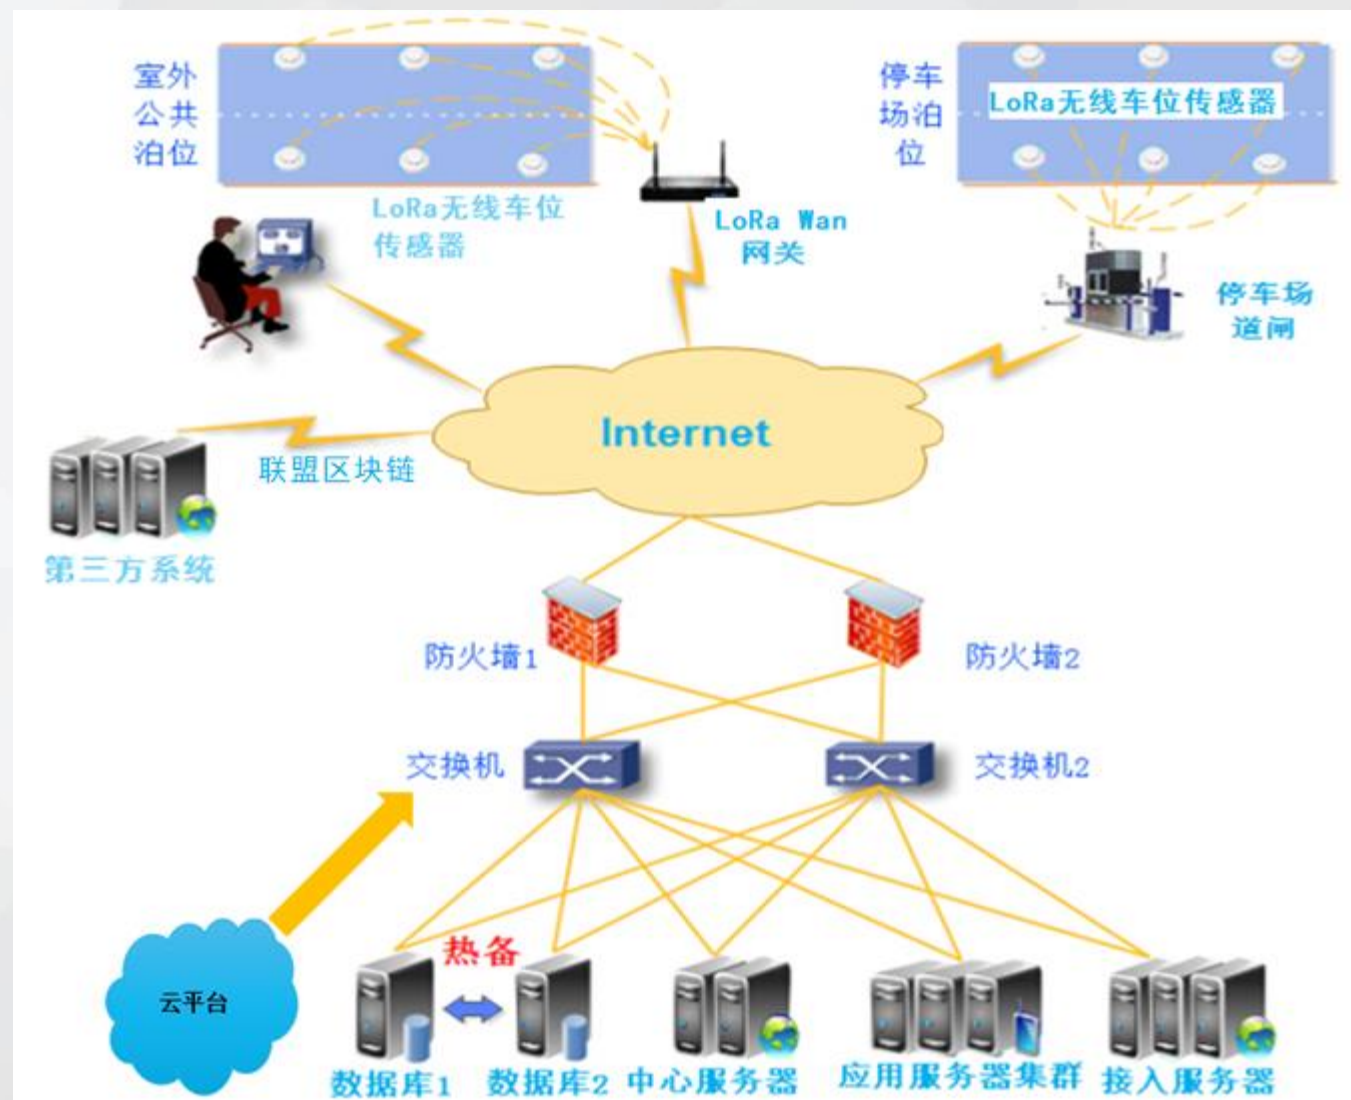 室外
公共
泊位
停车
场泊
位
LoRa无线车位传感器
LoRa无线车位
传感器
LoRa Wan
网关
停车场
道闸
Internet
联盟区块链
第三方系统
防火墙1
防火墙2
交换机
交换机2
热备
云平台
数据库1
数据库2
中心服务器
应用服务器集群
接入服务器